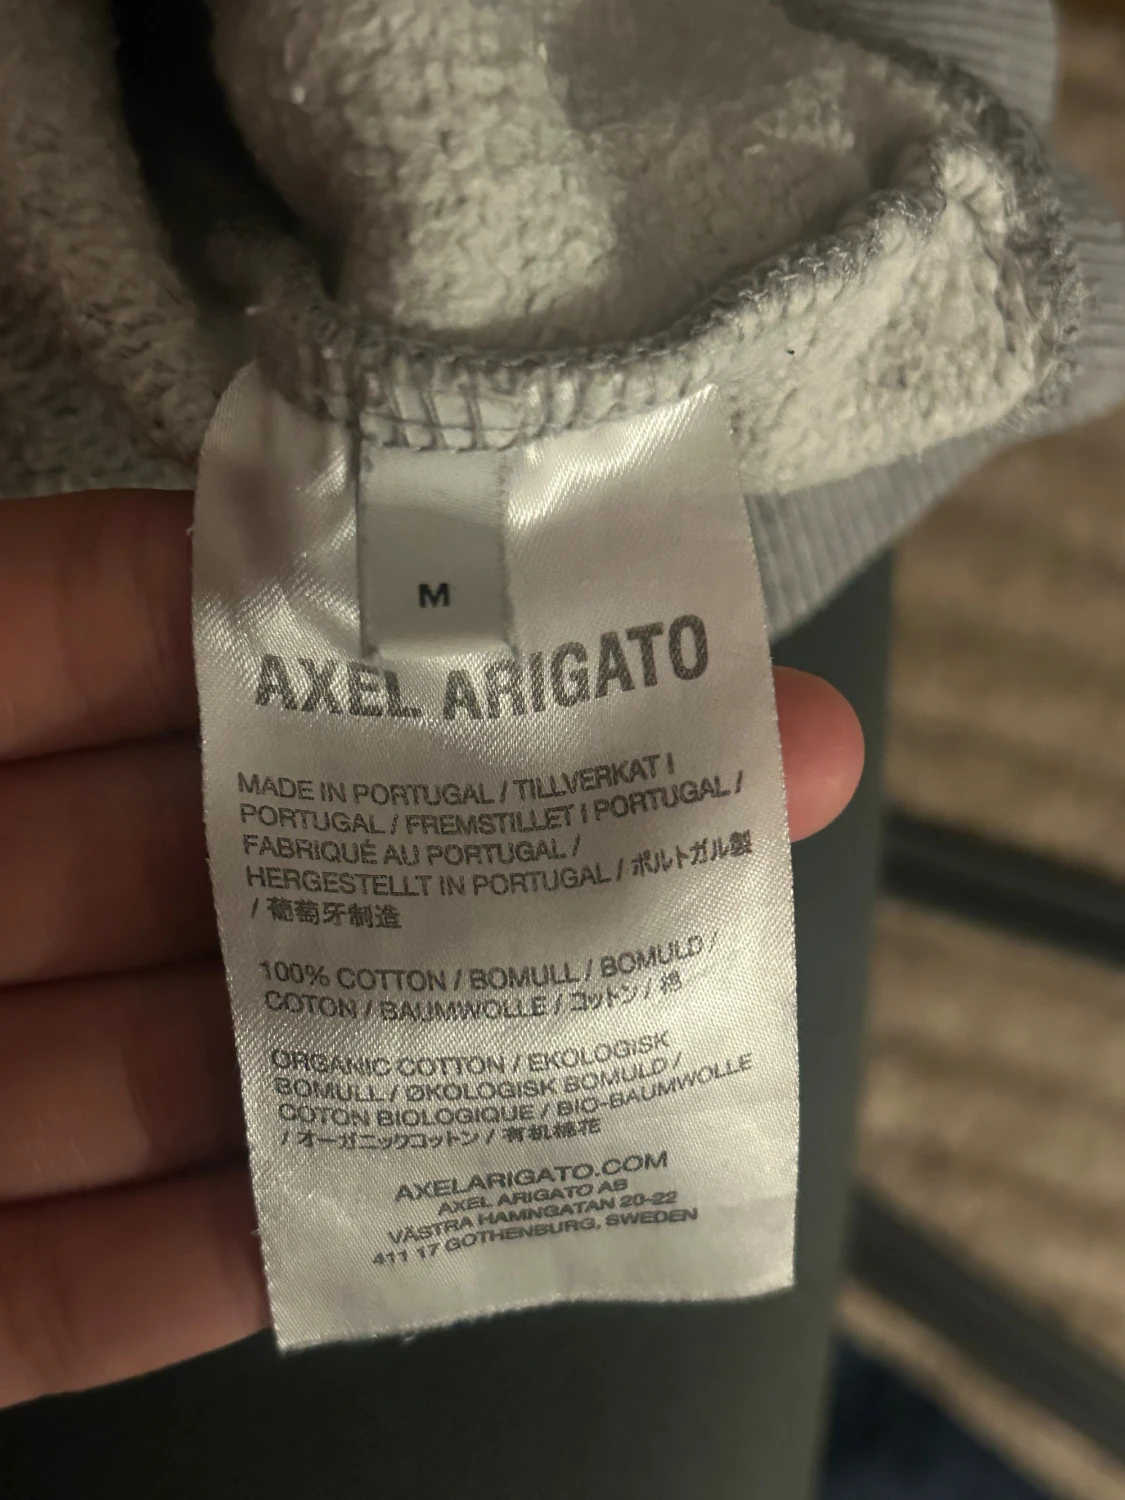 M
AXEL ARIGATO
MADE IN PORTUGAL / TILLVERKAT I
PORTUGAL / FREMSTILLET I PORTUGAL /
FABRIQUÉ AU PORTUGAL /
HERGESTELLT IN PORTUGAL / ポルトガル製
/ 葡萄牙制造
100% COTTON / BOMULL / BOMULD /
COTON / BAUMWOLLE / コットン / 棉
ORGANIC COTTON / EKOLOGISK
BOMULL / ØKOLOGISK BOMULD /
COTON BIOLOGIQUE / BIO-BAUMWOLLE
/ オーガニックコットン / 有机棉花
AXELARIGATO.COM
AXEL ARIGATO AB
VÄSTRA HAMNGATAN 20-22
411 17 GOTHENBURG, SWEDEN